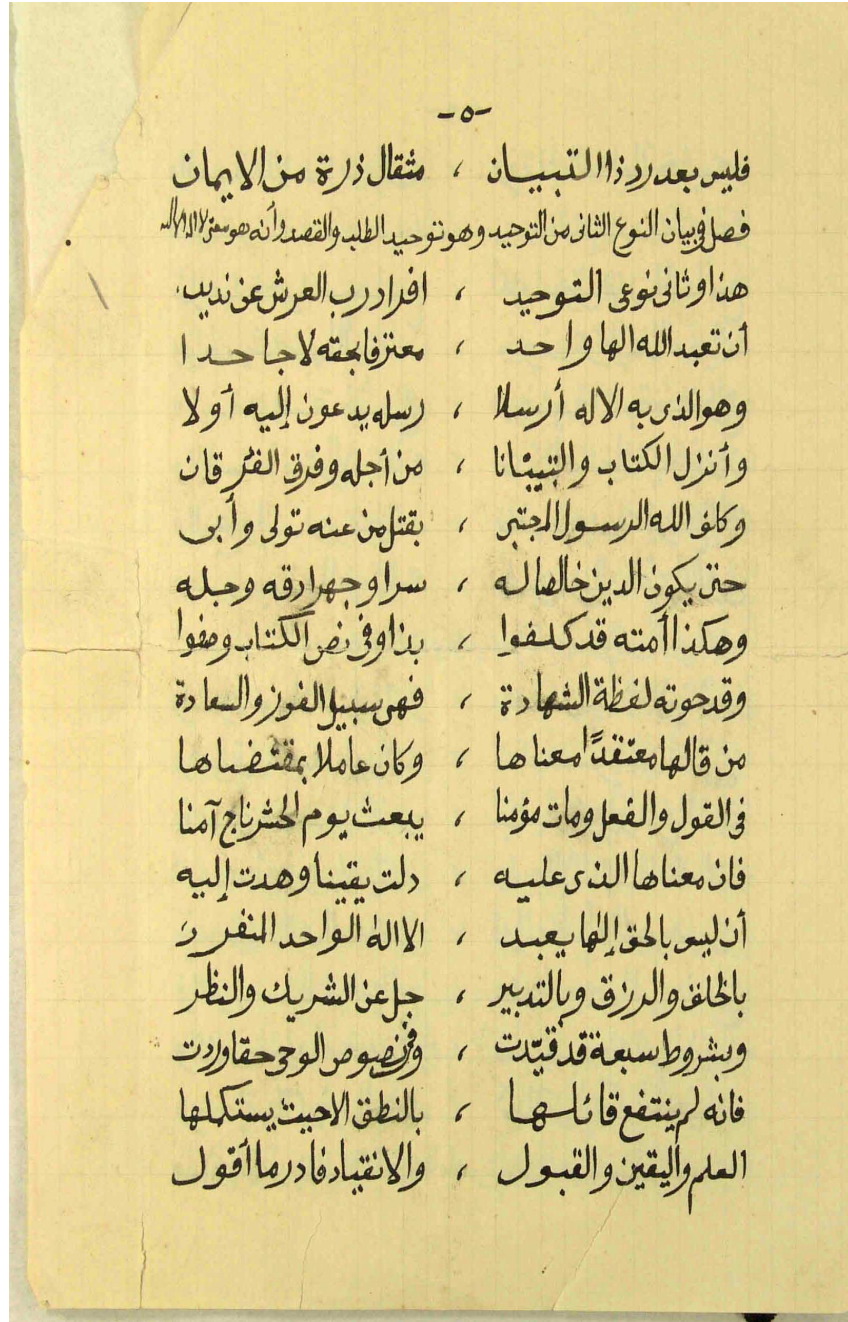 -٥-
فليس بعد رد ذا التبيان ، مثقال ذرة من الايمان
فصل في بيان النوع الثاني من التوحيد وهو توحيد الطلب والقصد وأنه هو معنى لا اله الا الله
هذا وثاني نوعي التوحيد ، افراد رب العرش عن نديد
أن تعبد الله الها واحد ، معترفا بحقه لا جاحدا
وهو الذي به الاله أرسلا ، رسله يدعون إليه أولا
وأنزل الكتاب والتبيانا ، من أجله وفرق الفرقان
وكلف الله الرسول المجتبى ، بقتل من عنه تولى وأبى
حتى يكون الدين خالصا له ، سرا وجهرا دقه وجله
وهكذا أمته قد كلفوا ، بذا وفي نص الكتاب وصفوا
وقد حوته لفظة الشهادة ، فهي سبيل الفوز والسعادة
من قالها معتقدًا معناها ، وكان عاملا بمقتضاها
في القول والفعل ومات مؤمنا ، يبعث يوم الحشر ناج آمنا
فان معناها الذي عليه ، دلت يقينا وهدت إليه
أن ليس بالحق إلها يعبد ، الا اله الواحد المنفرد
بالخلق والرزق وبالتدبير ، جل عن الشريك والنظر
وبشروط سبعة قد قيّدت ، وفي نصوص الوحي حقا وردت
فانه لم ينتفع قائلها ، بالنطق الا حيث يستكملها
العلم واليقين والقبول ، والانقياد فادر ما أقول